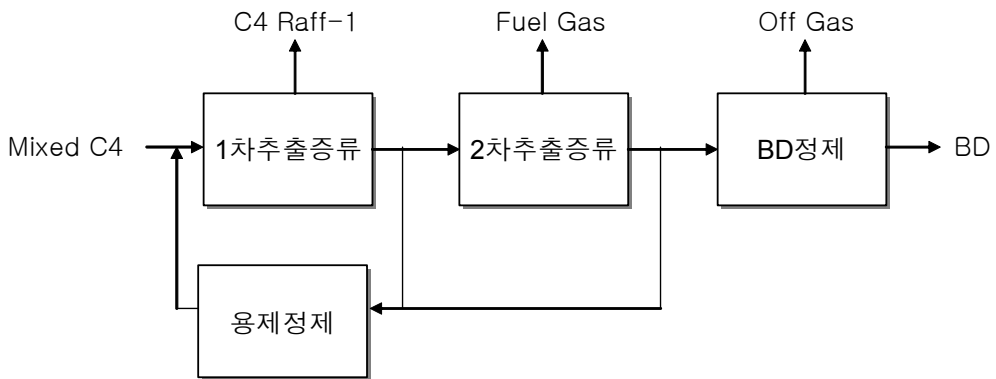 C4 Raff-1
Fuel Gas
Off Gas
Mixed C4
1차추출증류
2차추출증류
BD정제
BD
용제정제